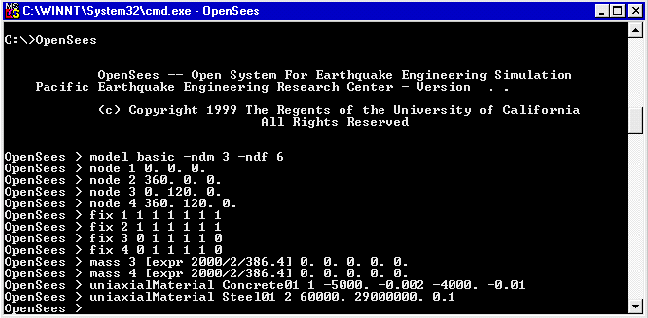 C:\WINNT\System32\cmd.exe - OpenSees
C:\>OpenSees
OpenSees -- Open System For Earthquake Engineering Simulation
Pacific Earthquake Engineering Research Center - Version . .
(c) Copyright 1999 The Regents of the University of California
All Rights Reserved
OpenSees > model basic -ndm 3 -ndf 6
OpenSees > node 1 0. 0. 0.
OpenSees > node 2 360. 0. 0.
OpenSees > node 3 0. 120. 0.
OpenSees > node 4 360. 120. 0.
OpenSees > fix 1 1 1 1 1 1 1
OpenSees > fix 2 1 1 1 1 1 1
OpenSees > fix 3 0 1 1 1 1 0
OpenSees > fix 4 0 1 1 1 1 0
OpenSees > mass 3 [expr 2000/2/386.4] 0. 0. 0. 0. 0.
OpenSees > mass 4 [expr 2000/2/386.4] 0. 0. 0. 0. 0.
OpenSees > uniaxialMaterial Concrete01 1 -5000. -0.002 -4000. -0.01
OpenSees > uniaxialMaterial Steel01 2 60000. 29000000. 0.1
OpenSees >